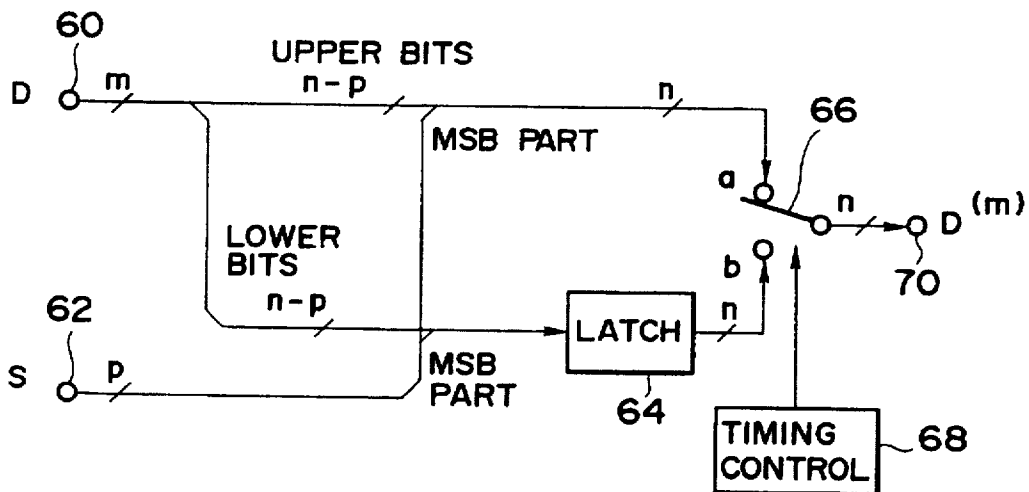 60
UPPER BITS
D
m
n-p
n
66
MSB PART
a
n
D (m)
LOWER
BITS
b
70
62
n-p
n
LATCH
S
p
MSB
PART
64
TIMING
CONTROL
68